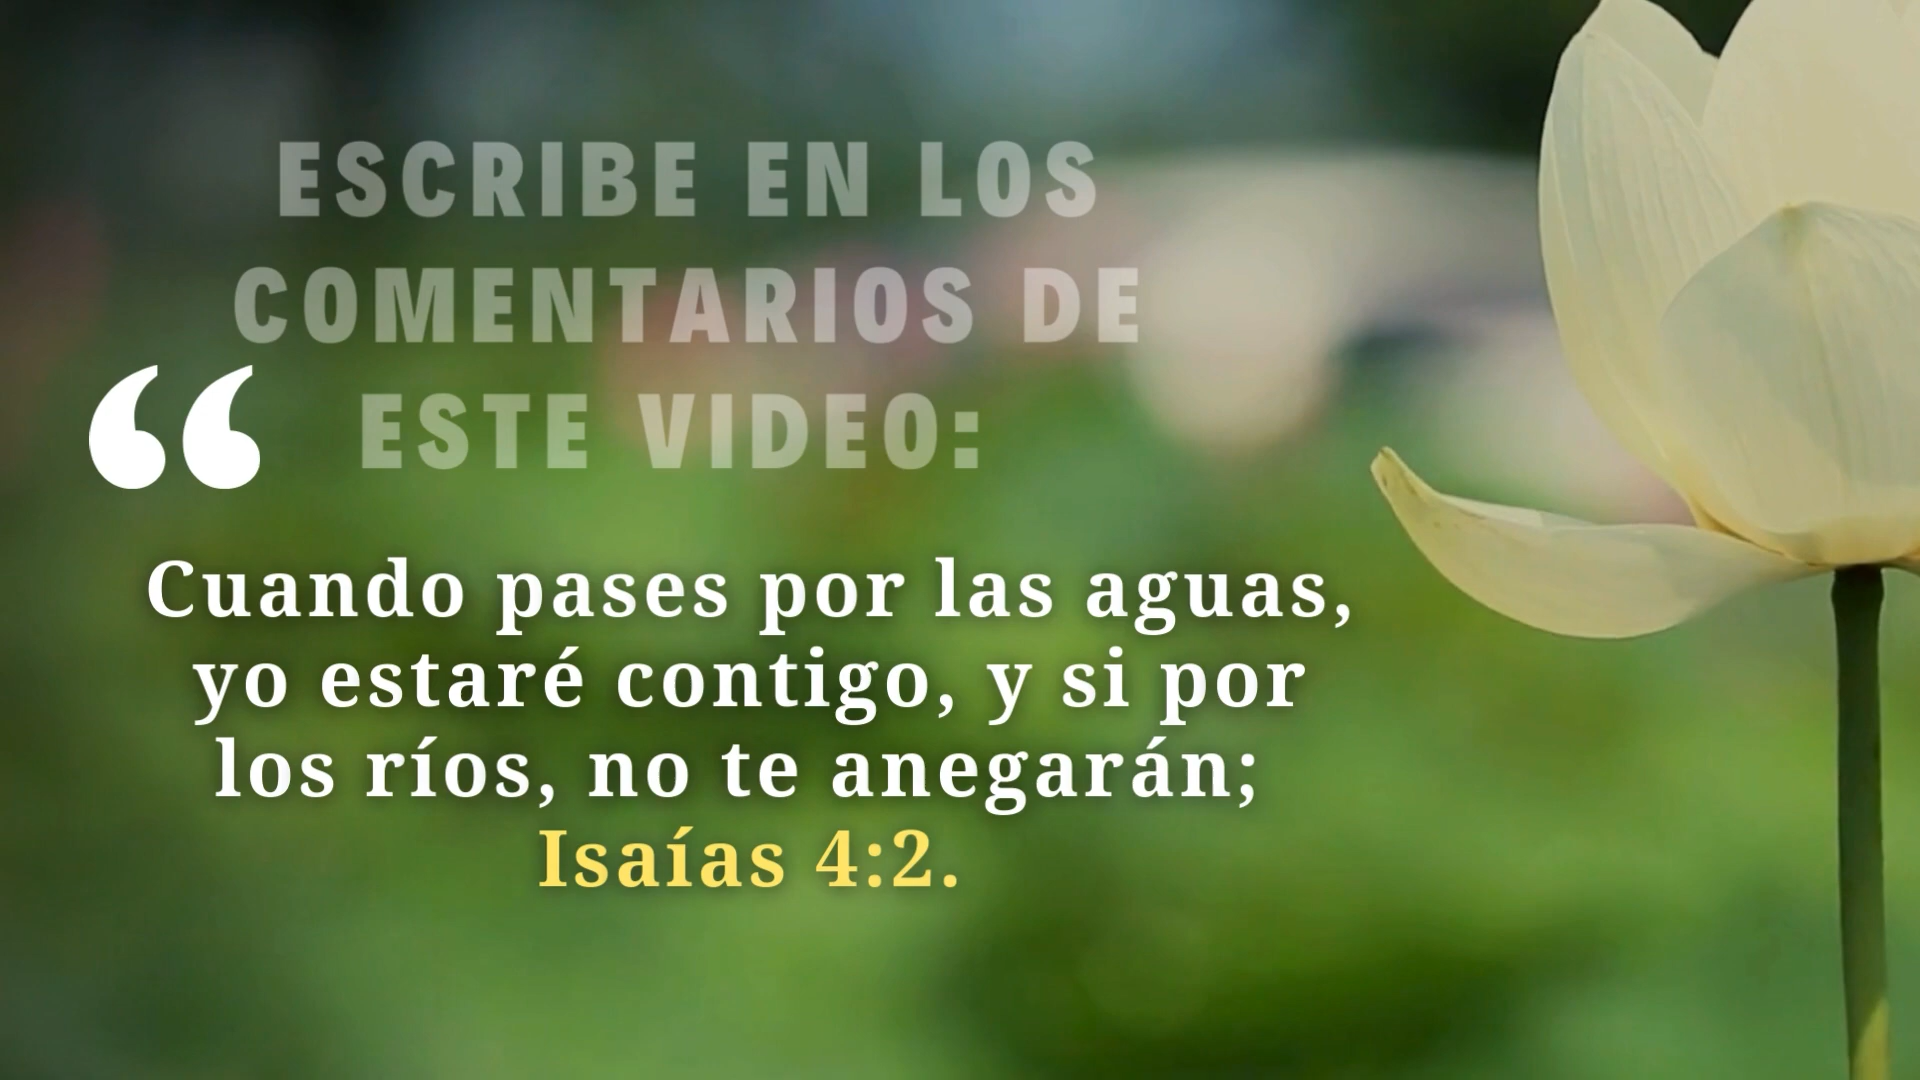 ESCRIBE EN LOS
COMENTARIOS DE
ESTE VIDEO:
“
Cuando pases por las aguas,
yo estaré contigo, y si por
los ríos, no te anegarán;
Isaías 4:2.